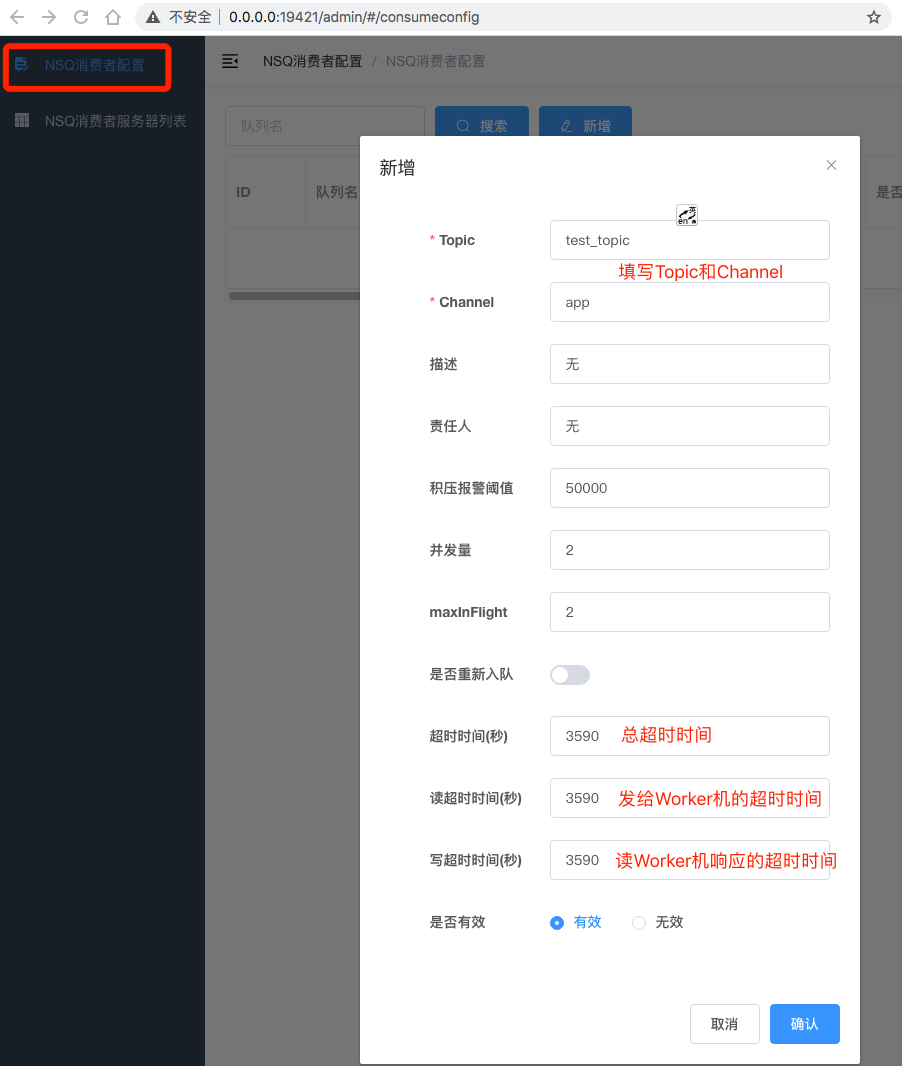 不安全 0.0.0.0:19421/admin/#/consumeconfig
NSQ消费者配置
NSQ消费者服务器列表
NSQ消费者配置 / NSQ消费者配置
队列名 搜索 新增
ID 队列名 是否
新增
en 英
* Topic test_topic
填写Topic和Channel
* Channel app
描述 无
责任人 无
积压报警阈值 50000
并发量 2
maxInFlight 2
是否重新入队
超时时间(秒) 3590 总超时时间
读超时时间(秒) 3590 发给Worker机的超时时间
写超时时间(秒) 3590 读Worker机响应的超时时间
是否有效 有效 无效
取消 确认